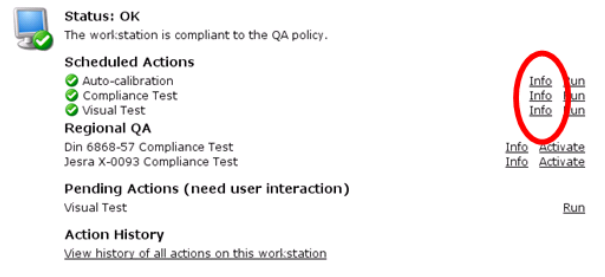 Status: OK
The workstation is compliant to the QA policy.
Scheduled Actions
Auto-calibration Info Run
Compliance Test Info Run
Visual Test Info Run
Regional QA
Din 6868-57 Compliance Test Info Activate
Jesra X-0093 Compliance Test Info Activate
Pending Actions (need user interaction)
Visual Test Run
Action History
View history of all actions on this workstation